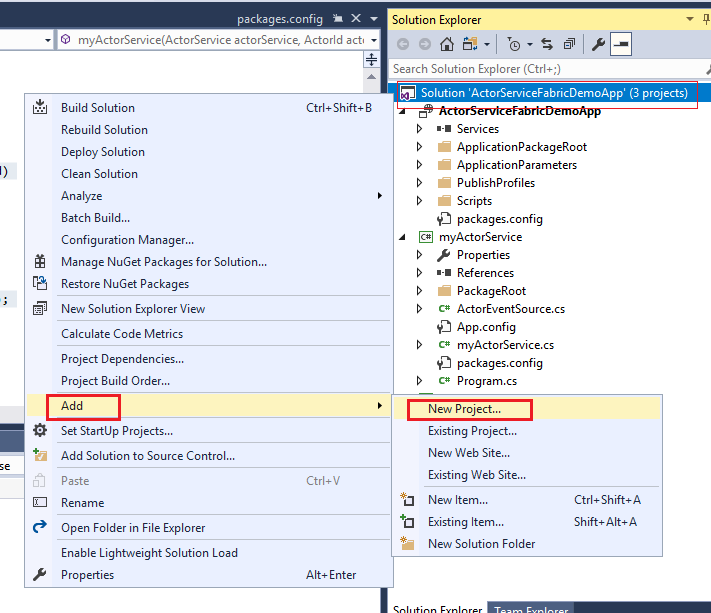 packages.config
Solution Explorer
myActorService(ActorService actorService, ActorId acto
Search Solution Explorer (Ctrl+;)
Solution 'ActorServiceFabricDemoApp' (3 projects)
ActorServiceFabricDemoApp
Services
ApplicationPackageRoot
ApplicationParameters
PublishProfiles
Scripts
packages.config
C# myActorService
Properties
References
PackageRoot
C# ActorEventSource.cs
App.config
C# myActorService.cs
packages.config
C# Program.cs
)
;
se
Build Solution Ctrl+Shift+B
Rebuild Solution
Deploy Solution
Clean Solution
Analyze
Batch Build...
Configuration Manager...
Manage NuGet Packages for Solution...
Restore NuGet Packages
New Solution Explorer View
Calculate Code Metrics
Project Dependencies...
Project Build Order...
Add
Set StartUp Projects...
Add Solution to Source Control...
Paste Ctrl+V
Rename
Open Folder in File Explorer
Enable Lightweight Solution Load
Properties Alt+Enter
New Project...
Existing Project...
New Web Site...
Existing Web Site...
New Item... Ctrl+Shift+A
Existing Item... Shift+Alt+A
New Solution Folder
Solution Explorer Team Explorer